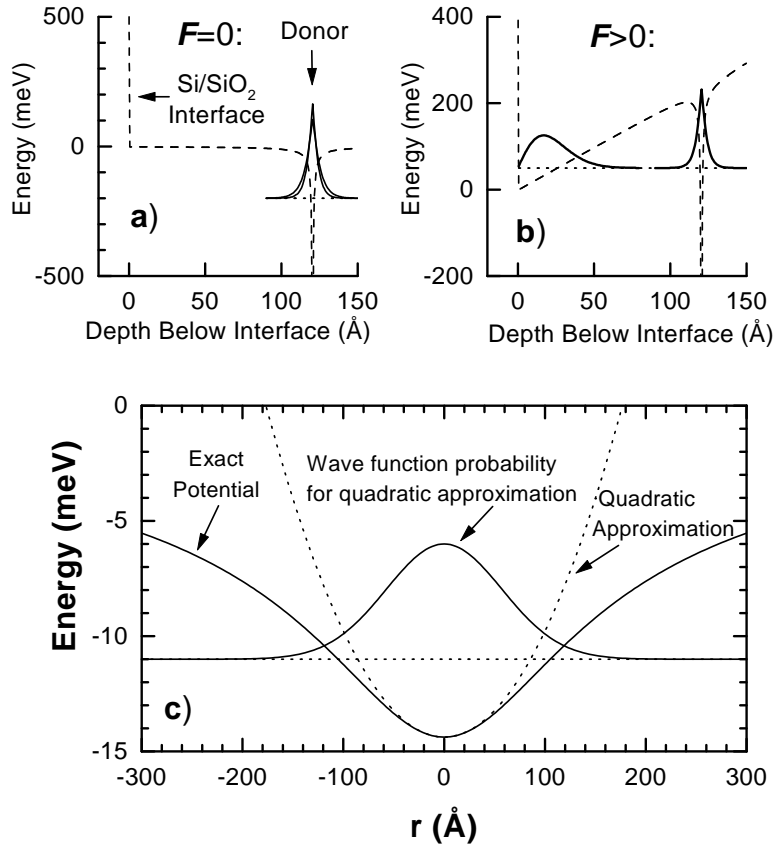 F=0:
Donor
Si/SiO2
Interface
a)
500
0
-500
Energy (meV)
0 50 100 150
Depth Below Interface (Å)
F>0:
b)
400
200
0
-200
Energy (meV)
0 50 100 150
Depth Below Interface (Å)
Exact
Potential
Wave function probability
for quadratic approximation
Quadratic
Approximation
c)
0
-5
-10
-15
Energy (meV)
-300 -200 -100 0 100 200 300
r (Å)